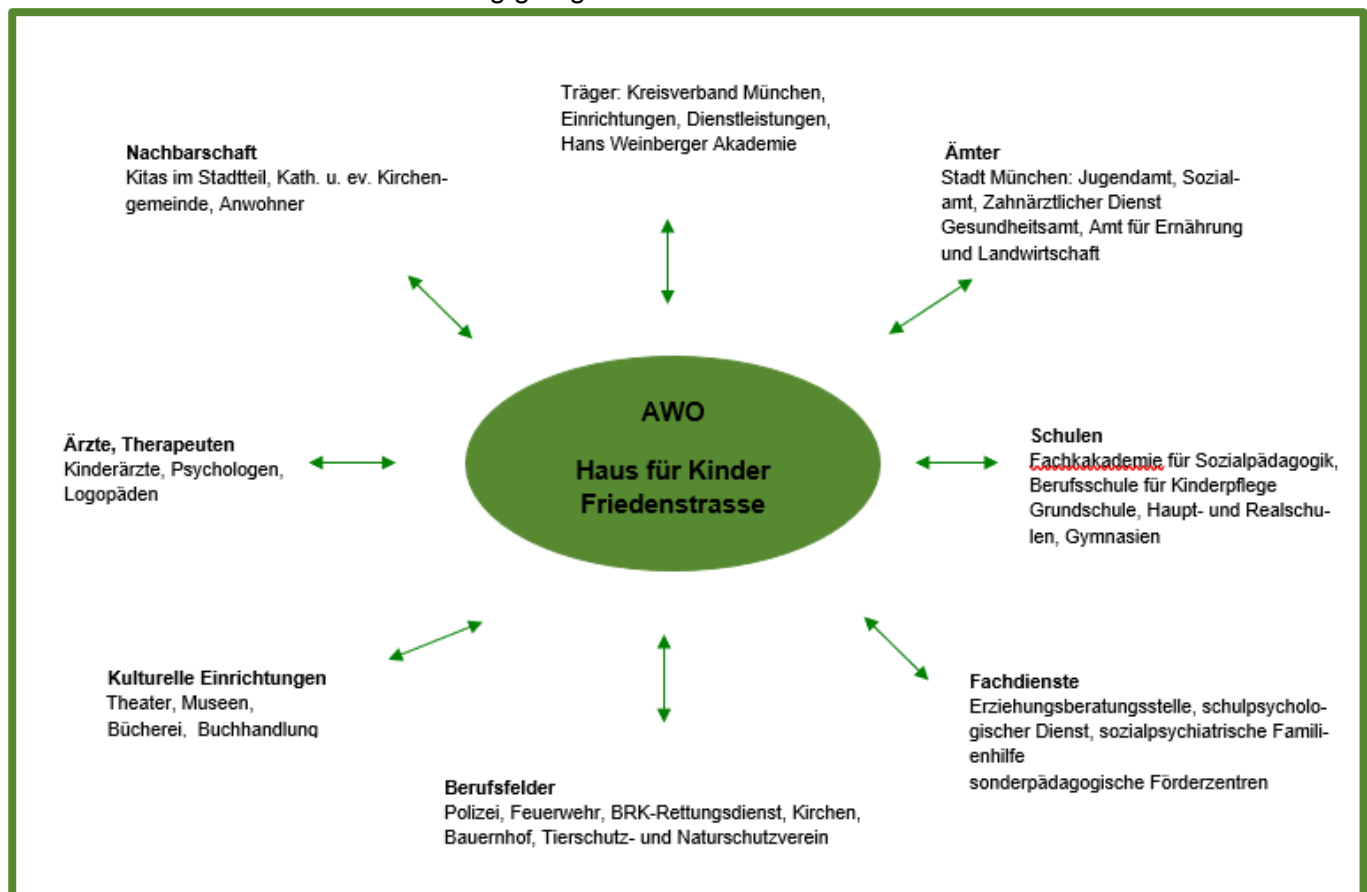 Träger: Kreisverband München,
Einrichtungen, Dienstleistungen,
Hans Weinberger Akademie
Nachbarschaft
Kitas im Stadtteil, Kath. u. ev. Kirchen-
gemeinde, Anwohner
Ämter
Stadt München: Jugendamt, Sozial-
amt, Zahnärztlicher Dienst
Gesundheitsamt, Amt für Ernährung
und Landwirtschaft
AWO
Haus für Kinder
Friedenstrasse
Ärzte, Therapeuten
Kinderärzte, Psychologen,
Logopäden
Schulen
Fachkakademie für Sozialpädagogik,
Berufsschule für Kinderpflege
Grundschule, Haupt- und Realschu-
len, Gymnasien
Kulturelle Einrichtungen
Theater, Museen,
Bücherei, Buchhandlung
Fachdienste
Erziehungsberatungsstelle, schulpsycholo-
gischer Dienst, sozialpsychiatrische Famili-
enhilfe
sonderpädagogische Förderzentren
Berufsfelder
Polizei, Feuerwehr, BRK-Rettungsdienst, Kirchen,
Bauernhof, Tierschutz- und Naturschutzverein